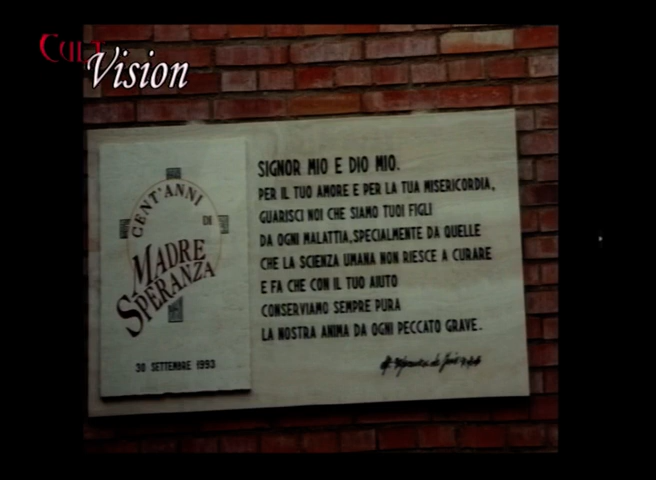 Cult
Vision
CENT'ANNI
DI
MADRE
SPERANZA
30 SETTEMBRE 1993
SIGNOR MIO E DIO MIO.
PER IL TUO AMORE E PER LA TUA MISERICORDIA,
GUARISCI NOI CHE SIAMO TUOI FIGLI
DA OGNI MALATTIA, SPECIALMENTE DA QUELLE
CHE LA SCIENZA UMANA NON RIESCE A CURARE
E FA CHE CON IL TUO AIUTO
CONSERVIAMO SEMPRE PURA
LA NOSTRA ANIMA DA OGNI PECCATO GRAVE.